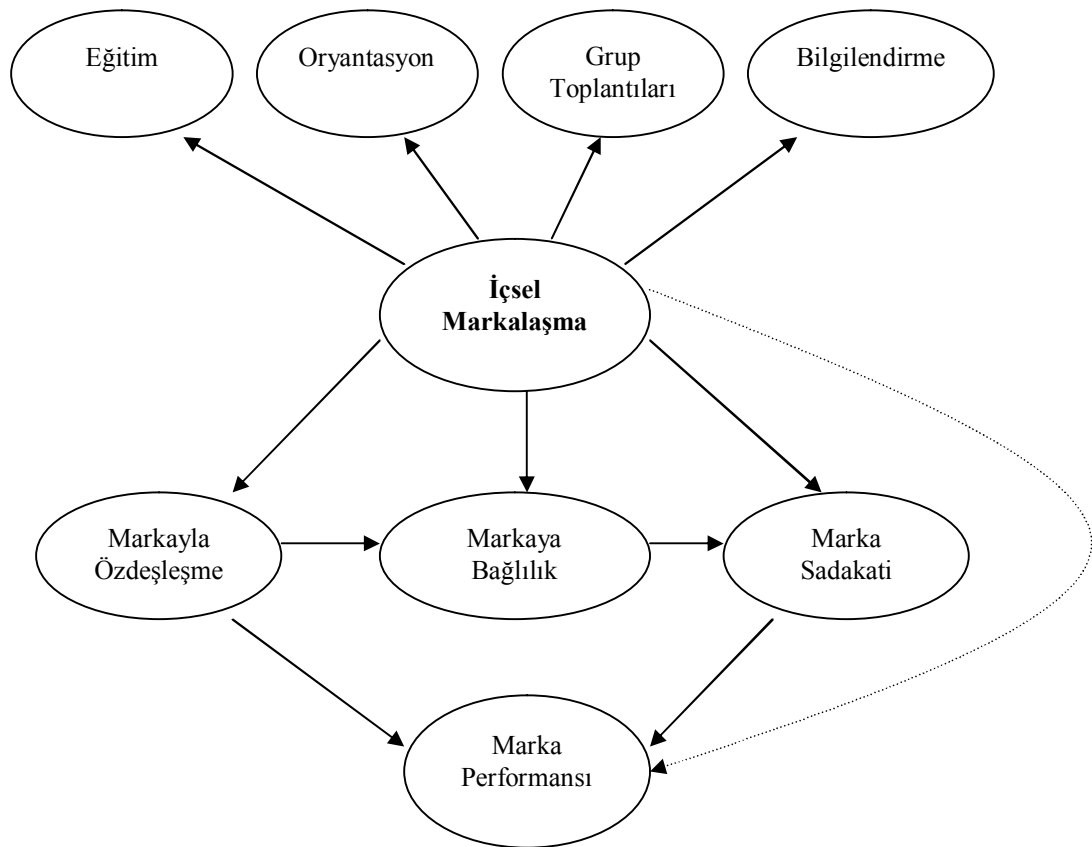 Eğitim
Oryantasyon
Grup
Toplantıları
Bilgilendirme
İçsel
Markalaşma
Markayla
Özdeşleşme
Markaya
Bağlılık
Marka
Sadakati
Marka
Performansı